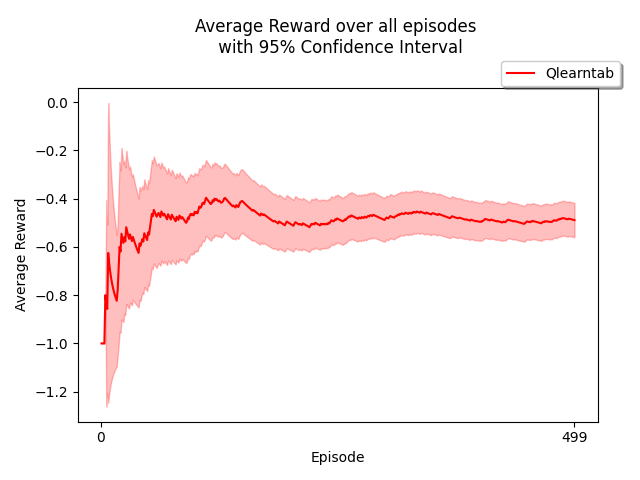 Average Reward over all episodes
with 95% Confidence Interval
Qlearntab
0.0
−0.2
−0.4
−0.6
−0.8
−1.0
−1.2
Average Reward
0
499
Episode